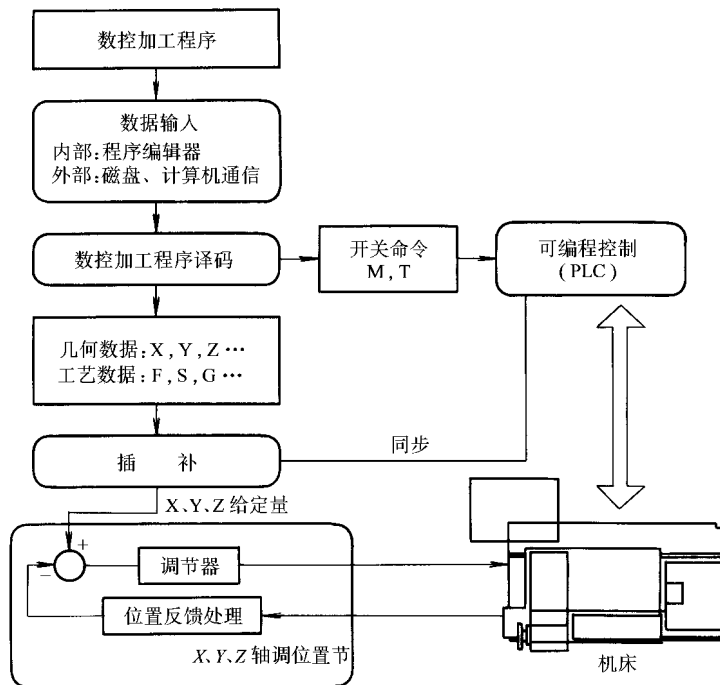 数控加工程序
数据输入
内部:程序编辑器
外部:磁盘、计算机通信
数控加工程序译码
开关命令
M,T
可编程控制
(PLC)
几何数据:X,Y,Z…
工艺数据:F,S,G…
插 补
同步
X、Y、Z 给定量
+
−
调节器
位置反馈处理
X、Y、Z 轴调位置节
机床